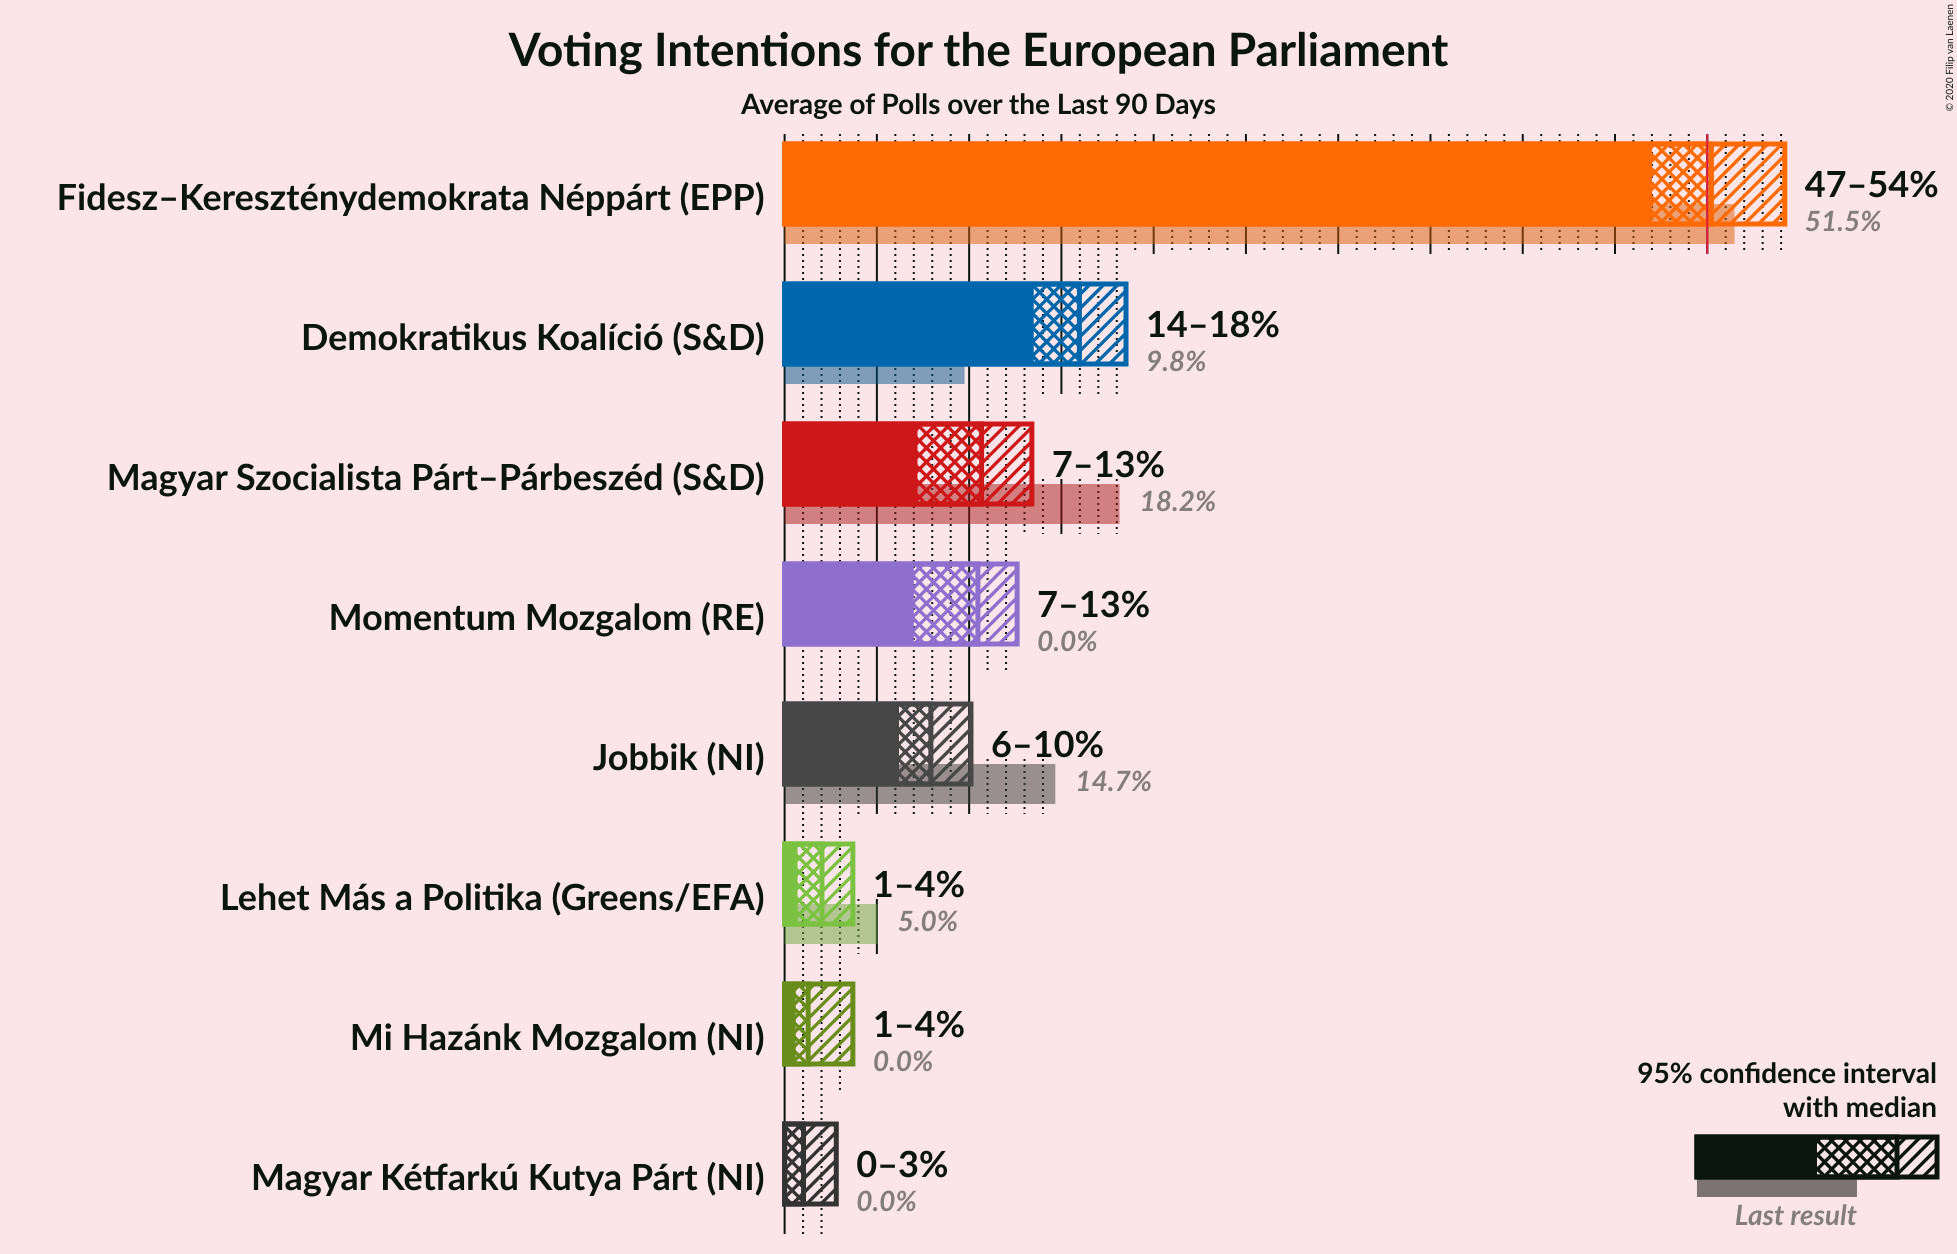 Voting Intentions for the European Parliament
Average of Polls over the Last 90 Days
© 2020 Filip van Laenen
Fidesz–Kereszténydemokrata Néppárt (EPP)
47–54%
51.5%
Demokratikus Koalíció (S&D)
14–18%
9.8%
Magyar Szocialista Párt–Párbeszéd (S&D)
7–13%
18.2%
Momentum Mozgalom (RE)
7–13%
0.0%
Jobbik (NI)
6–10%
14.7%
Lehet Más a Politika (Greens/EFA)
1–4%
5.0%
Mi Hazánk Mozgalom (NI)
1–4%
0.0%
Magyar Kétfarkú Kutya Párt (NI)
0–3%
0.0%
95% confidence interval
with median
Last result